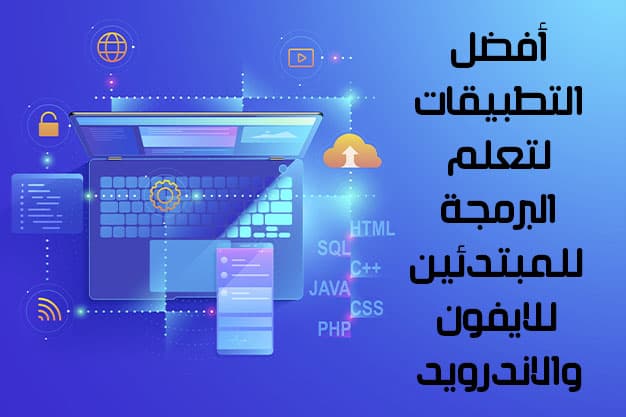 أفضل
التطبيقات
لتعلم
البرمجة
للمبتدئين
للايفون
والاندرويد
HTML
SQL
C++
JAVA
CSS
PHP